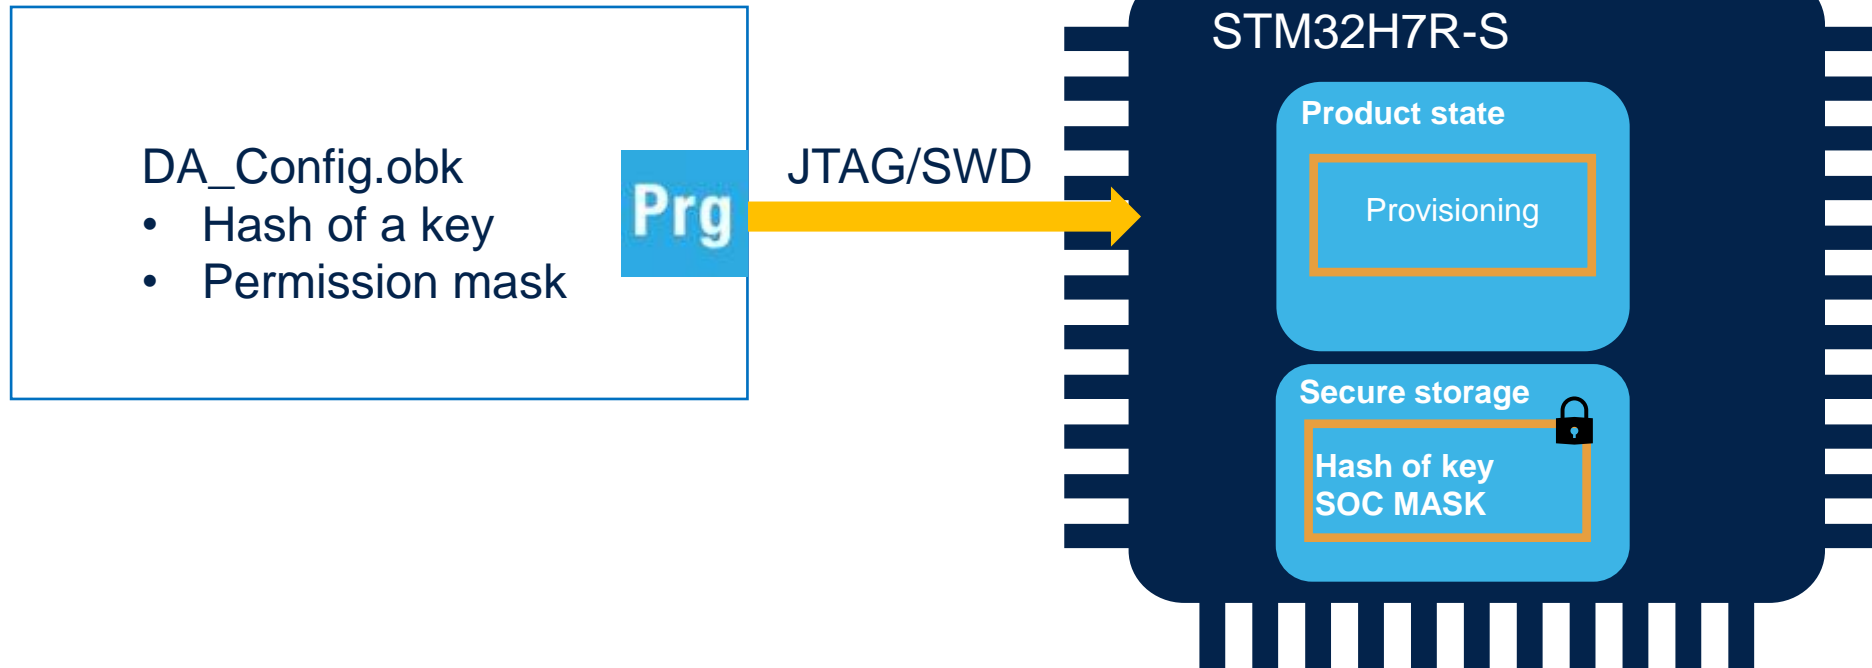 DA_Config.obk
• Hash of a key
• Permission mask
Prg
JTAG/SWD
STM32H7R-S
Product state
Provisioning
Secure storage
Hash of key
SOC MASK